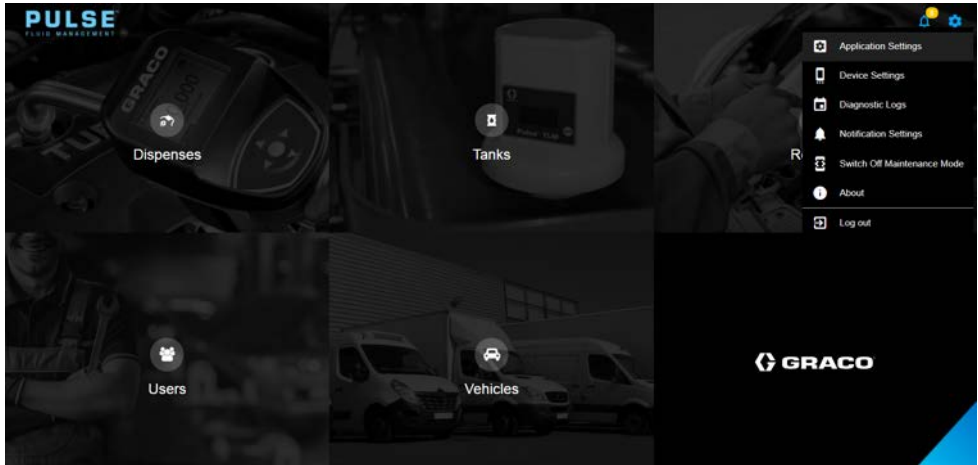 PULSE
FLUID MANAGEMENT
Application Settings
Device Settings
Diagnostic Logs
Notification Settings
Switch Off Maintenance Mode
About
Log out
GRACO
Dispenses
Pulse
Tanks
R
Users
Vehicles
GRACO